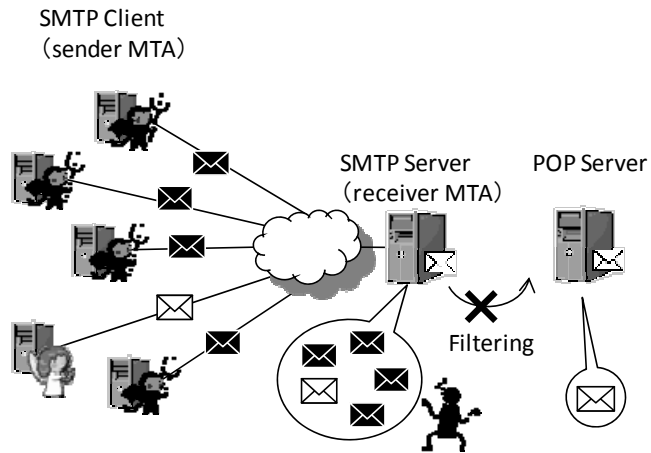 SMTP Client
（sender MTA）
SMTP Server
（receiver MTA）
POP Server
Filtering